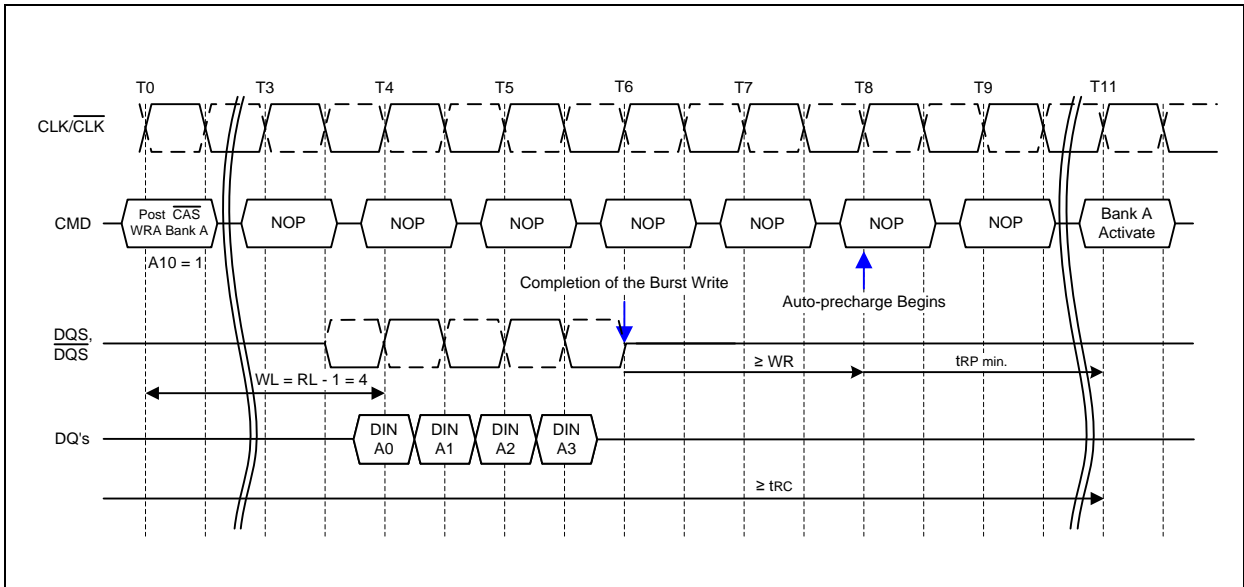 T0 T3 T4 T5 T6 T7 T8 T9 T11
CLK/CLK
CMD
Post CAS
WRA Bank A
NOP NOP NOP NOP NOP NOP NOP
Bank A
Activate
A10 = 1
Completion of the Burst Write
Auto-precharge Begins
DQS,
DQS
≥ WR
tRP min.
WL = RL - 1 = 4
DQ's
DIN
A0
DIN
A1
DIN
A2
DIN
A3
≥ tRC